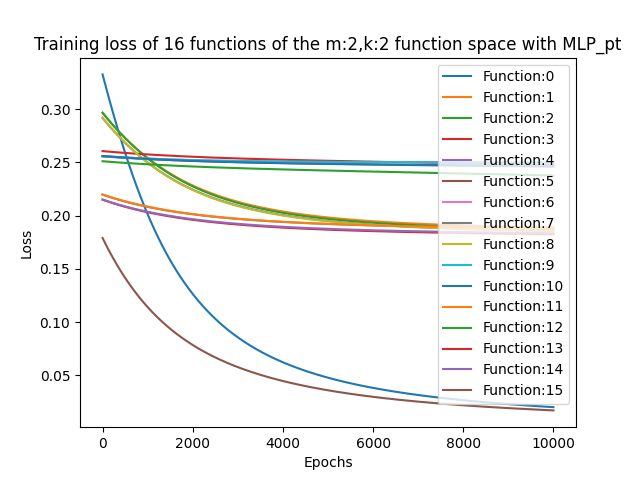 Training loss of 16 functions of the m:2,k:2 function space with MLP_pt
Loss
0.30
0.25
0.20
0.15
0.10
0.05
Function:0
Function:1
Function:2
Function:3
Function:4
Function:5
Function:6
Function:7
Function:8
Function:9
Function:10
Function:11
Function:12
Function:13
Function:14
Function:15
0 2000 4000 6000 8000 10000
Epochs